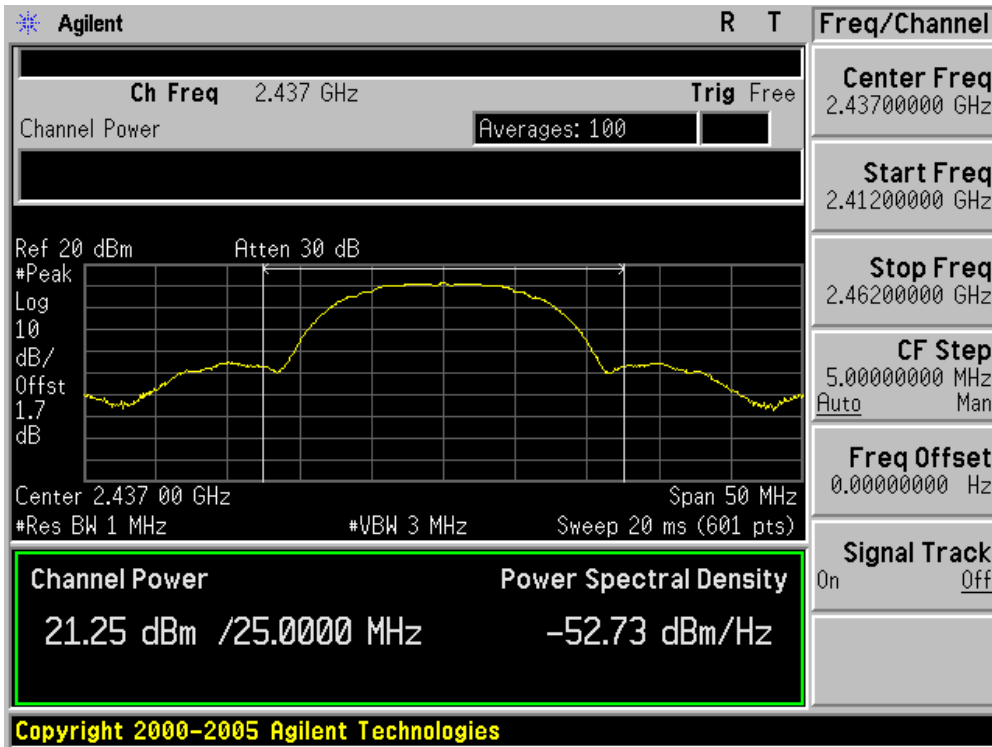 Agilent R T Freq/Channel
Ch Freq 2.437 GHz Trig Free
Channel Power Averages: 100
Center Freq
2.43700000 GHz
Start Freq
2.41200000 GHz
Stop Freq
2.46200000 GHz
CF Step
5.00000000 MHz
Auto Man
Freq Offset
0.00000000 Hz
Signal Track
On Off
Ref 20 dBm Atten 30 dB
#Peak
Log
10
dB/
Offst
1.7
dB
Center 2.437 00 GHz Span 50 MHz
#Res BW 1 MHz #VBW 3 MHz Sweep 20 ms (601 pts)
Channel Power Power Spectral Density
21.25 dBm /25.0000 MHz -52.73 dBm/Hz
Copyright 2000-2005 Agilent Technologies